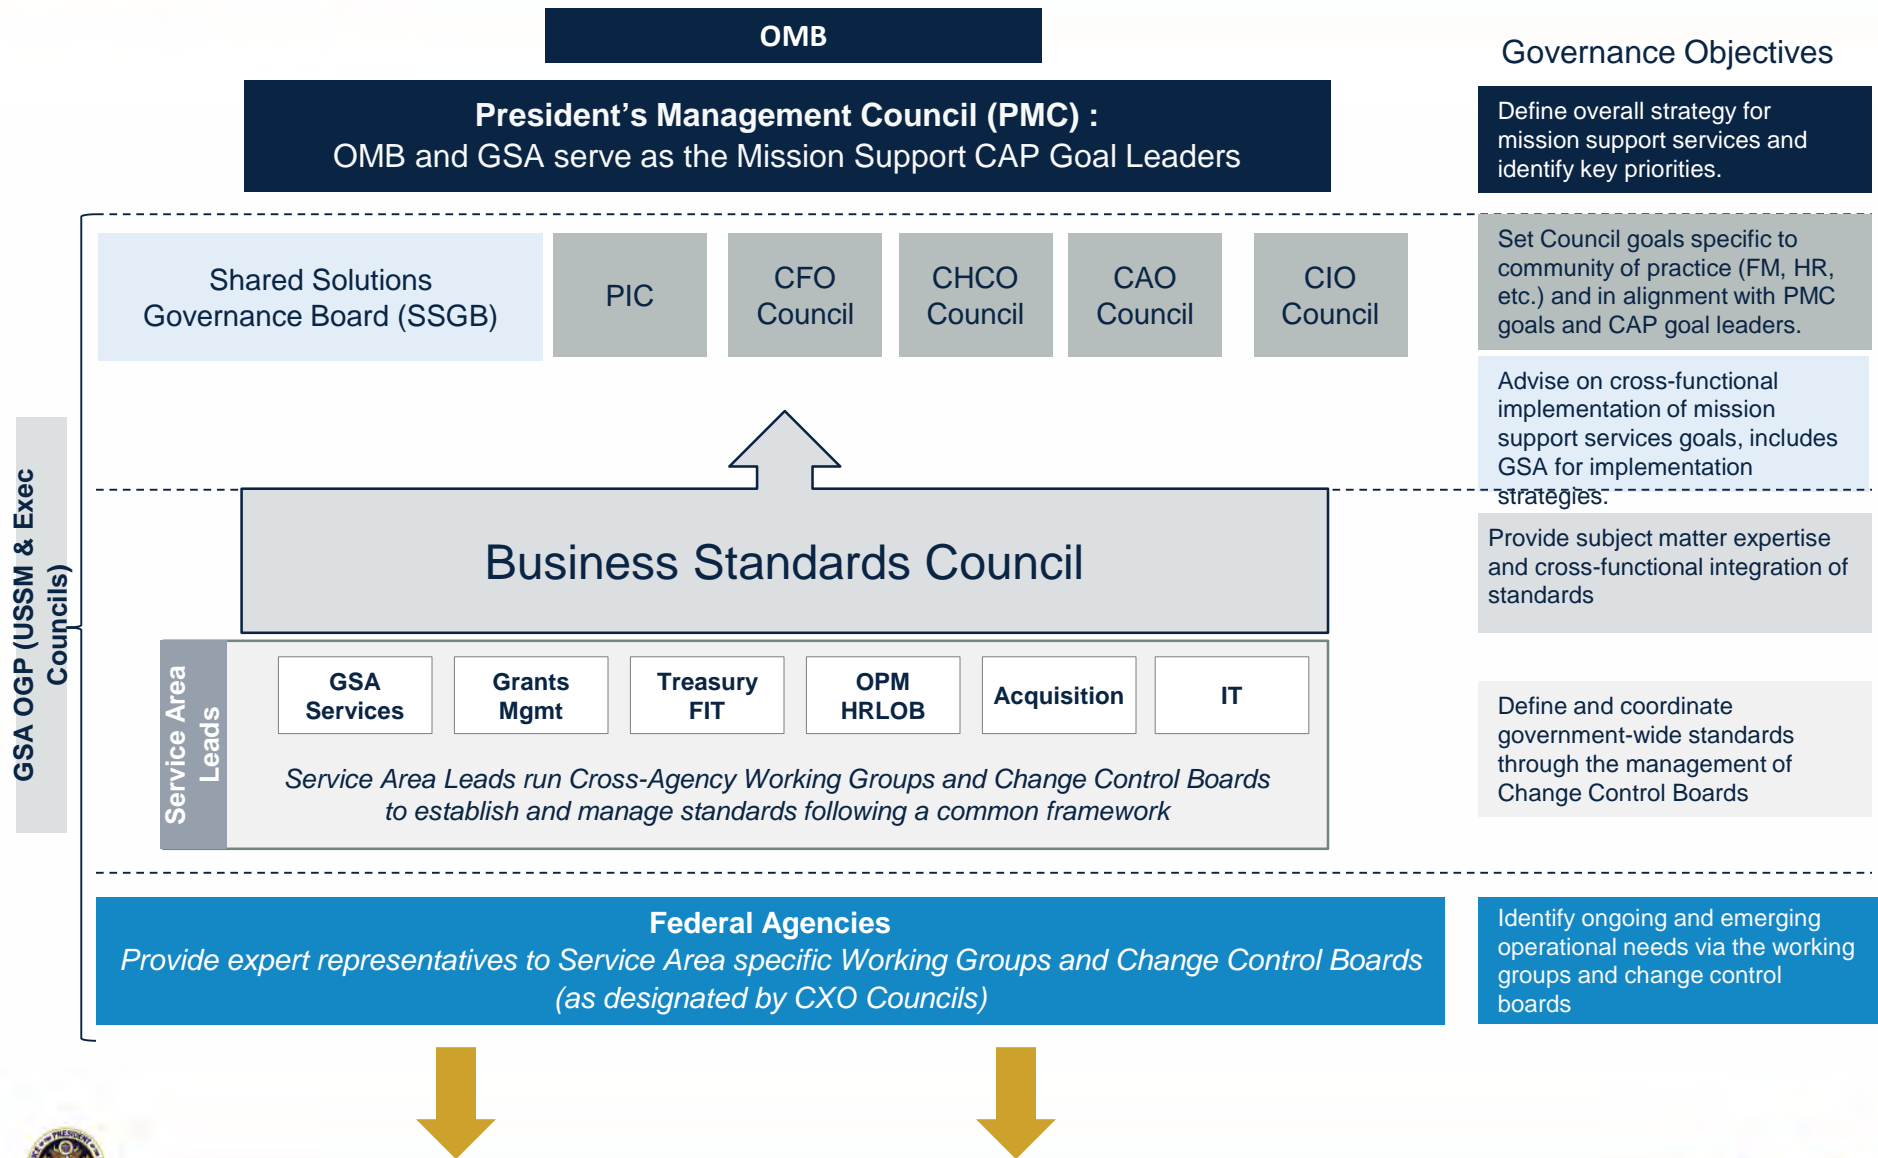 OMB
Governance Objectives
President’s Management Council (PMC) :
OMB and GSA serve as the Mission Support CAP Goal Leaders
Define overall strategy for
mission support services and
identify key priorities.
Shared Solutions
Governance Board (SSGB)
PIC
CFO
Council
CHCO
Council
CAO
Council
CIO
Council
Set Council goals specific to
community of practice (FM, HR,
etc.) and in alignment with PMC
goals and CAP goal leaders.
Advise on cross-functional
implementation of mission
support services goals, includes
GSA for implementation
strategies.
GSA OGP (USSM & Exec
Councils)
Business Standards Council
Provide subject matter expertise
and cross-functional integration of
standards
Service Area
Leads
GSA
Services
Grants
Mgmt
Treasury
FIT
OPM
HRLOB
Acquisition
IT
Service Area Leads run Cross-Agency Working Groups and Change Control Boards
to establish and manage standards following a common framework
Define and coordinate
government-wide standards
through the management of
Change Control Boards
Federal Agencies
Provide expert representatives to Service Area specific Working Groups and Change Control Boards
(as designated by CXO Councils)
Identify ongoing and emerging
operational needs via the working
groups and change control
boards